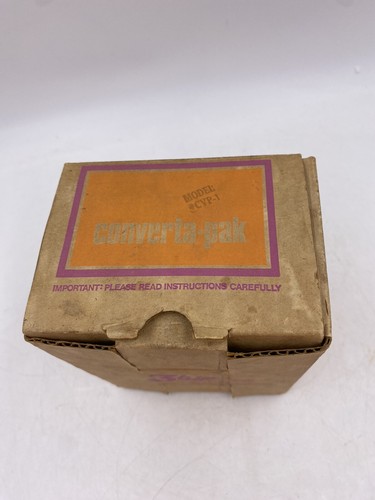 MODEL
converta-pak
IMPORTANT: PLEASE READ INSTRUCTIONS CAREFULLY